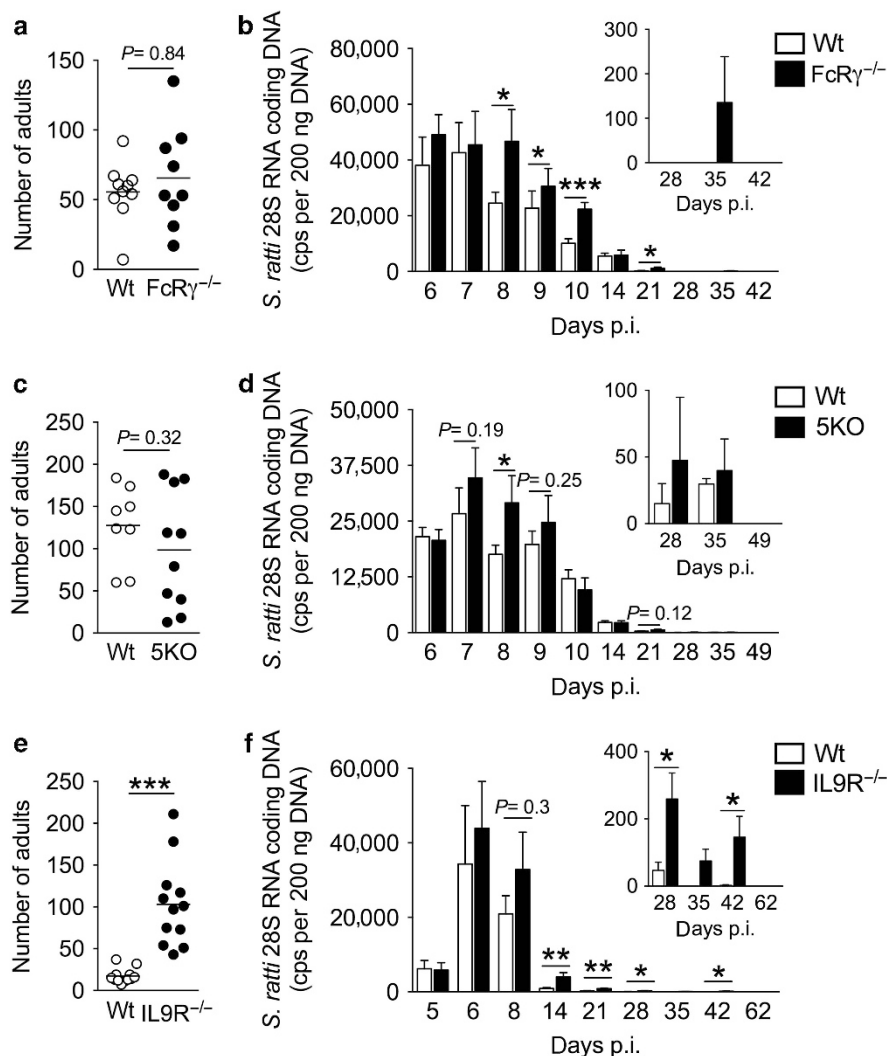 a
Number of adults
150
100
50
0
P= 0.84
Wt FcRγ−/−
b
S. ratti 28S RNA coding DNA
(cps per 200 ng DNA)
80,000
60,000
40,000
20,000
0
* * *** *
6 7 8 9 10 14 21 28 35 42
Days p.i.
300
200
100
0
28 35 42
Days p.i.
Wt
FcRγ−/−
c
Number of adults
250
200
150
100
50
0
P= 0.32
Wt 5KO
d
S. ratti 28S RNA coding DNA
(cps per 200 ng DNA)
50,000
37,500
25,000
12,500
0
P= 0.19
*
P= 0.25
P= 0.12
6 7 8 9 10 14 21 28 35 49
Days p.i.
100
50
0
28 35 49
Days p.i.
Wt
5KO
e
Number of adults
250
200
150
100
50
0
***
Wt IL9R−/−
f
S. ratti 28S RNA coding DNA
(cps per 200 ng DNA)
60,000
40,000
20,000
0
P= 0.3
** ** * *
5 6 8 14 21 28 35 42 62
Days p.i.
400
200
0
* *
28 35 42 62
Days p.i.
Wt
IL9R−/−